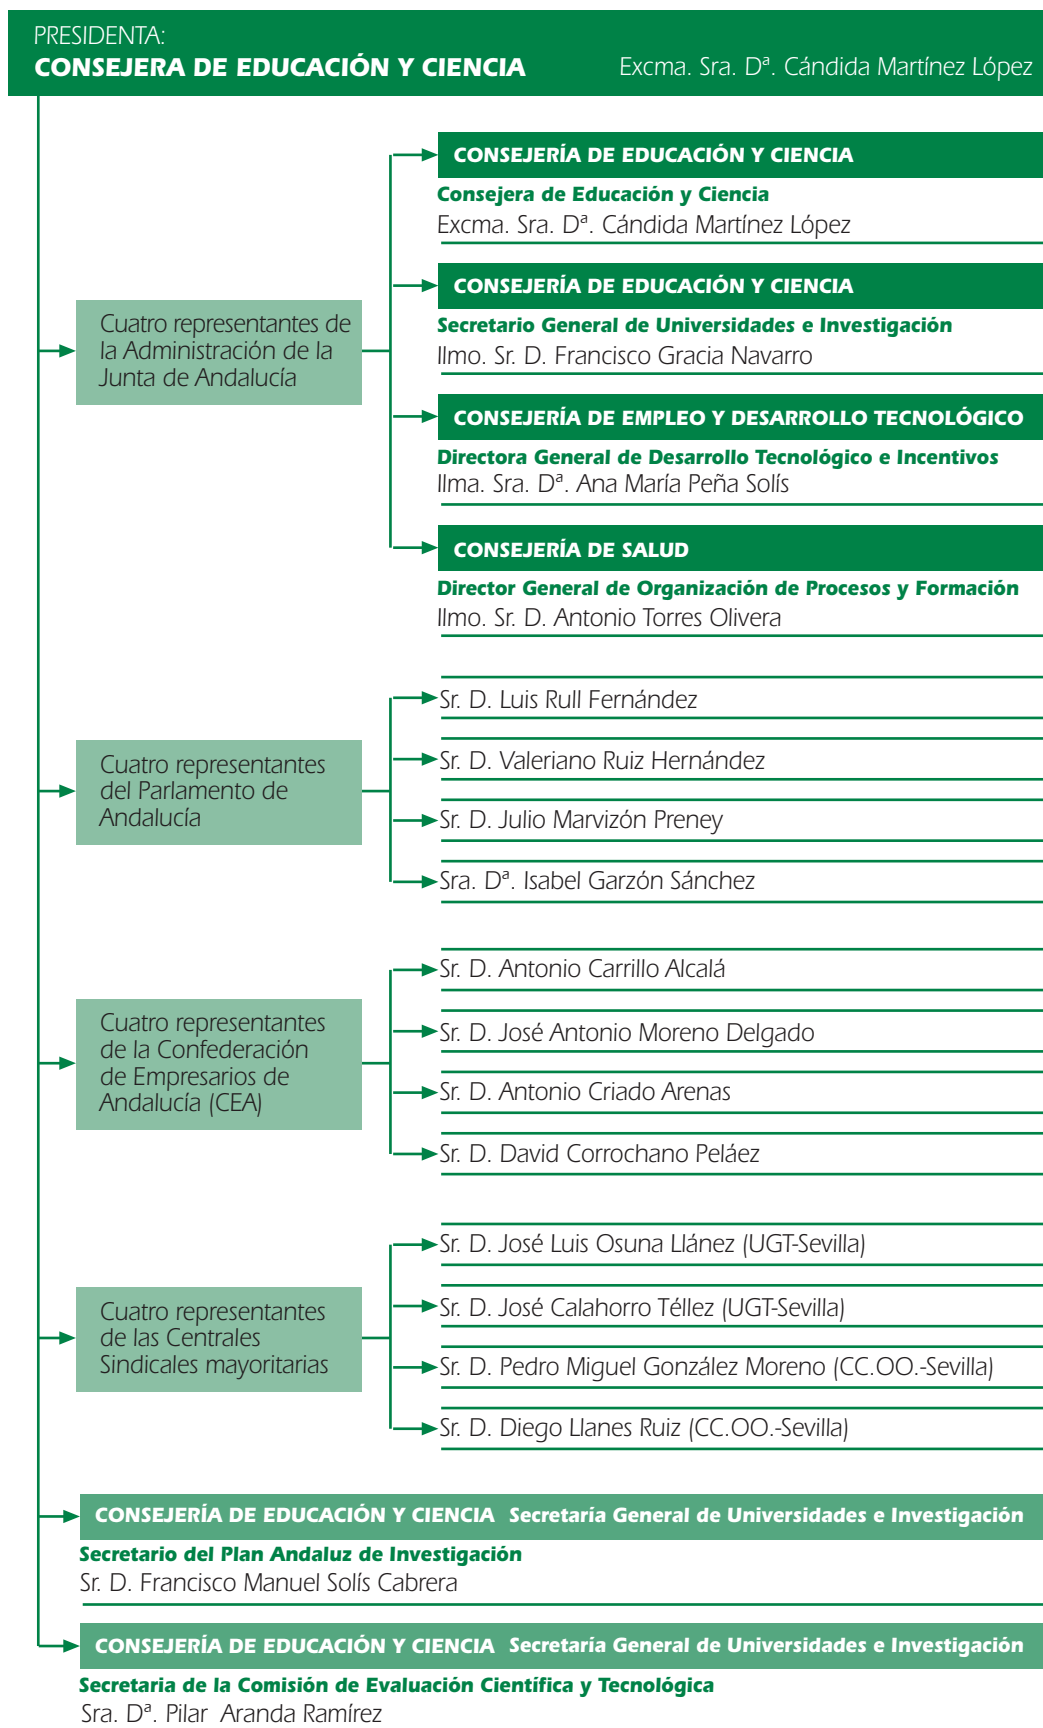 PRESIDENTA:
CONSEJERA DE EDUCACIÓN Y CIENCIA Excma. Sra. Dª. Cándida Martínez López
CONSEJERÍA DE EDUCACIÓN Y CIENCIA
Consejera de Educación y Ciencia
Excma. Sra. Dª. Cándida Martínez López
Cuatro representantes de
la Administración de la
Junta de Andalucía
CONSEJERÍA DE EDUCACIÓN Y CIENCIA
Secretario General de Universidades e Investigación
Ilmo. Sr. D. Francisco Gracia Navarro
CONSEJERÍA DE EMPLEO Y DESARROLLO TECNOLÓGICO
Directora General de Desarrollo Tecnológico e Incentivos
Ilma. Sra. Dª. Ana María Peña Solís
CONSEJERÍA DE SALUD
Director General de Organización de Procesos y Formación
Ilmo. Sr. D. Antonio Torres Olivera
Cuatro representantes
del Parlamento de
Andalucía
Sr. D. Luis Rull Fernández
Sr. D. Valeriano Ruiz Hernández
Sr. D. Julio Marvizón Preney
Sra. Dª. Isabel Garzón Sánchez
Cuatro representantes
de la Confederación
de Empresarios de
Andalucía (CEA)
Sr. D. Antonio Carrillo Alcalá
Sr. D. José Antonio Moreno Delgado
Sr. D. Antonio Criado Arenas
Sr. D. David Corrochano Peláez
Cuatro representantes
de las Centrales
Sindicales mayoritarias
Sr. D. José Luis Osuna Llánez (UGT-Sevilla)
Sr. D. José Calahorro Téllez (UGT-Sevilla)
Sr. D. Pedro Miguel González Moreno (CC.OO.-Sevilla)
Sr. D. Diego Llanes Ruiz (CC.OO.-Sevilla)
CONSEJERÍA DE EDUCACIÓN Y CIENCIA Secretaría General de Universidades e Investigación
Secretario del Plan Andaluz de Investigación
Sr. D. Francisco Manuel Solís Cabrera
CONSEJERÍA DE EDUCACIÓN Y CIENCIA Secretaría General de Universidades e Investigación
Secretaria de la Comisión de Evaluación Científica y Tecnológica
Sra. Dª. Pilar Aranda Ramírez